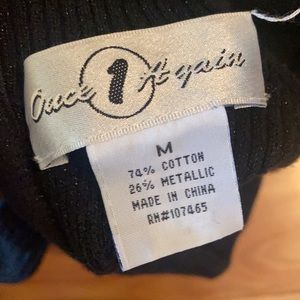 Once 1 Again
M
74% COTTON
26% METALLIC
MADE IN CHINA
RN#107465